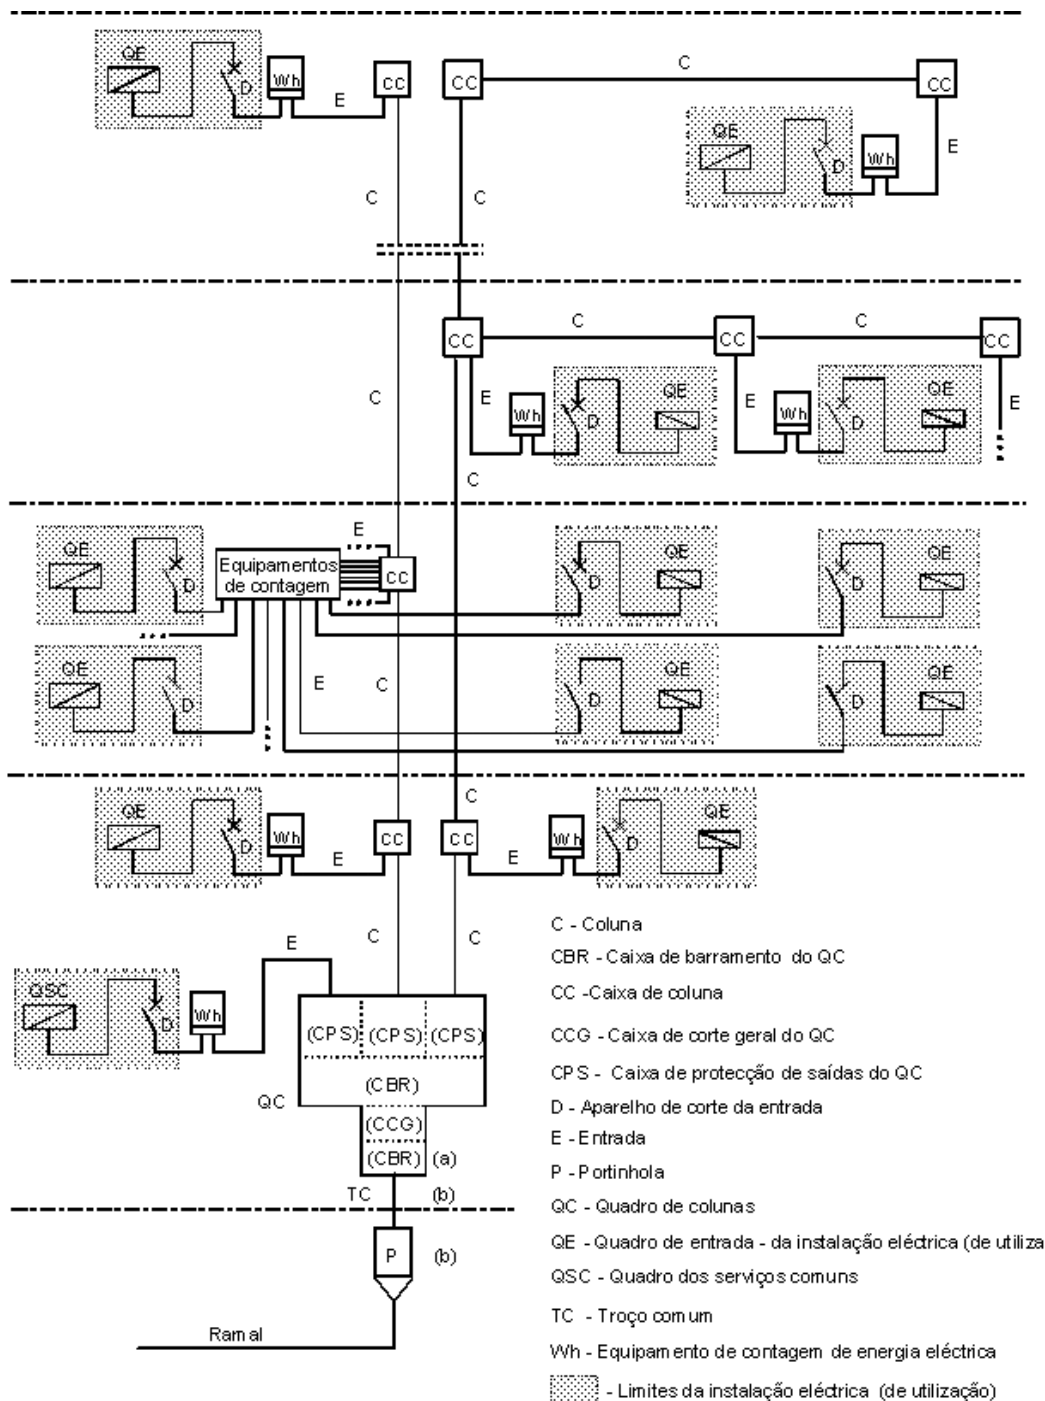 QE
D
Wh
E
CC
CC
C
CC
QE
D
Wh
E
C
C
CC
C
CC
C
CC
C
E
Wh
D
QE
E
Wh
D
QE
E
C
QE
D
E
Equipamentos
de contagem
CC
D
QE
D
QE
QE
D
E
C
D
QE
D
QE
C
QE
D
Wh
E
CC
CC
E
Wh
D
QE
C
C
E
QSC
D
Wh
(CPS)
(CPS)
(CPS)
(CBR)
QC
(CCG)
(CBR)
(a)
TC
(b)
P
(b)
Ramal
C - Coluna
CBR - Caixa de barramento do QC
CC -Caixa de coluna
CCG - Caixa de corte geral do QC
CPS - Caixa de protecção de saídas do QC
D - Aparelho de corte da entrada
E - Entrada
P - Portinhola
QC - Quadro de colunas
QE - Quadro de entrada - da instalação eléctrica (de utiliza
QSC - Quadro dos serviços comuns
TC - Troço comum
Wh - Equipamento de contagem de energia eléctrica
- Limites da instalação eléctrica (de utilização)